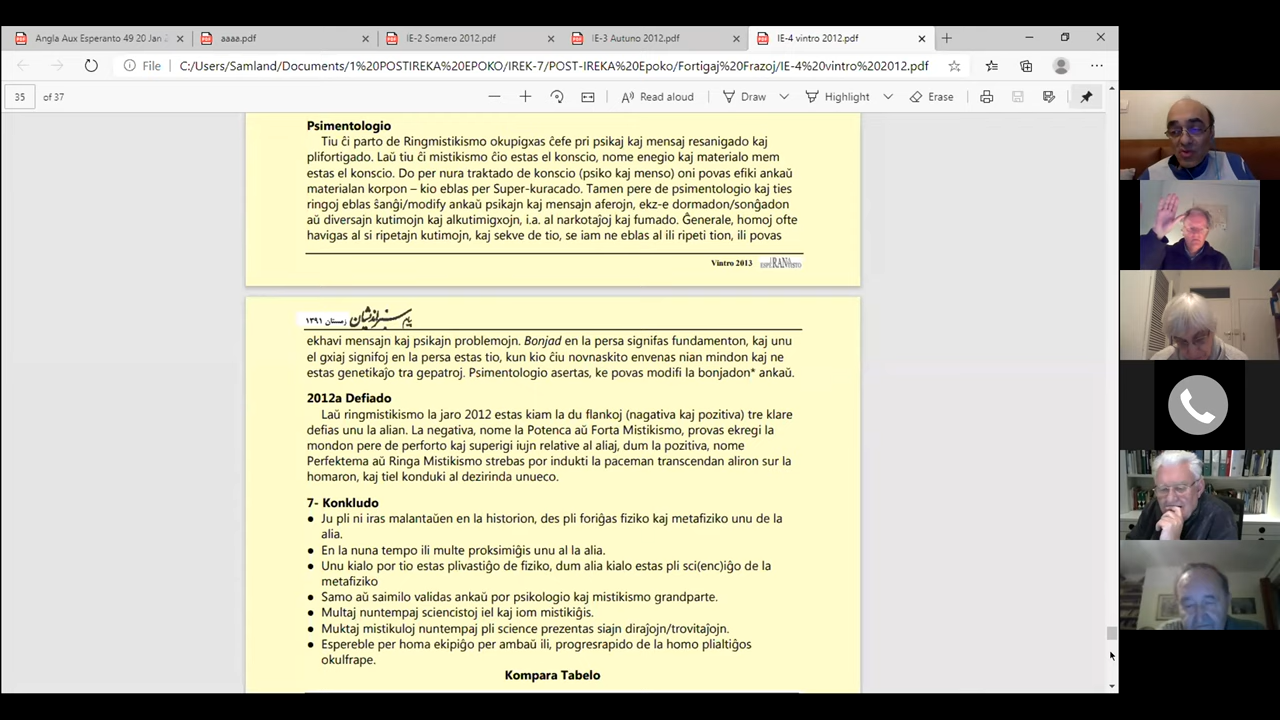 Angla Aux Esperanto 49 20 Jan 2
aaaa.pdf
IE-2 Somero 2012.pdf
IE-3 Autuno 2012.pdf
IE-4 vintro 2012.pdf
File
C:/Users/Samland/Documents/1%20POSTIREKA%20EPOKO/IREK-7/POST-IREKA%20Epoko/Fortigaj%20Frazoj/IE-4%20vintro%202012.pdf
35 of 37
Read aloud
Draw
Highlight
Erase
Psimentologio
Tiu ĉi parto de Ringmistikismo okupigxas ĉefe pri psikaj kaj mensaj resanigado kaj
plifortigado. Laŭ tiu ĉi mistikismo ĉio estas el konscio, nome enegio kaj materialo mem
estas el konscio. Do per nura traktado de konscio (psiko kaj menso) oni povas efiki ankaŭ
materialan korpon – kio eblas per Super-kuracado. Tamen pere de psimentologio kaj ties
ringoj eblas ŝanĝi/modify ankaŭ psikajn kaj mensajn aferojn, ekz-e dormadon/sonĝadon
aŭ diversajn kutimojn kaj alkutimigxojn, i.a. al narkotaĵoj kaj fumado. Ĝenerale, homoj ofte
havigas al si ripetajn kutimojn, kaj sekve de tio, se iam ne eblas al ili ripeti tion, ili povas
Vintro 2013 ESPERANVISTO
پیام سبزاندیشان زمستان ۱۳۹۱
ekhavi mensajn kaj psikajn problemojn. Bonjad en la persa signifas fundamenton, kaj unu
el gxiaj signifoj en la persa estas tio, kun kio ĉiu novnaskito envenas nian mindon kaj ne
estas genetikaĵo tra gepatroj. Psimentologio asertas, ke povas modifi la bonjadon* ankaŭ.
2012a Defiado
Laŭ ringmistikismo la jaro 2012 estas kiam la du flankoj (nagativa kaj pozitiva) tre klare
defias unu la alian. La negativa, nome la Potenca aŭ Forta Mistikismo, provas ekregi la
mondon pere de perforto kaj superigi iujn relative al aliaj, dum la pozitiva, nome
Perfektema aŭ Ringa Mistikismo strebas por indukti la paceman transcendan aliron sur la
homaron, kaj tiel konduki al dezirinda unueco.
7- Konkludo
● Ju pli ni iras malantaŭen en la historion, des pli foriĝas fiziko kaj metafiziko unu de la
alia.
● En la nuna tempo ili multe proksimiĝis unu al la alia.
● Unu kialo por tio estas plivastiĝo de fiziko, dum alia kialo estas pli sci(enc)iĝo de la
metafiziko
● Samo aŭ saimilo validas ankaŭ por psikologio kaj mistikismo grandparte.
● Multaj nuntempaj sciencistoj iel kaj iom mistikiĝis.
● Muktaj mistikuloj nuntempaj pli science prezentas siajn diraĵojn/trovitaĵojn.
● Espereble per homa ekipiĝo per ambaŭ ili, progresrapido de la homo plialtiĝos
okulfrape.
Kompara Tabelo